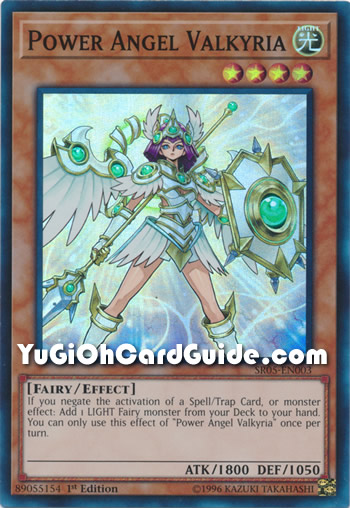 POWER ANGEL VALKYRIA
LIGHT
光
YuGiOhCardGuide.com
SR05-EN003
[FAIRY/EFFECT]
If you negate the activation of a Spell/Trap Card, or monster
effect: Add 1 LIGHT Fairy monster from your Deck to your hand.
You can only use this effect of "Power Angel Valkyria" once per
turn.
ATK/1800 DEF/1050
89055154 1st Edition ©1996 KAZUKI TAKAHASHI